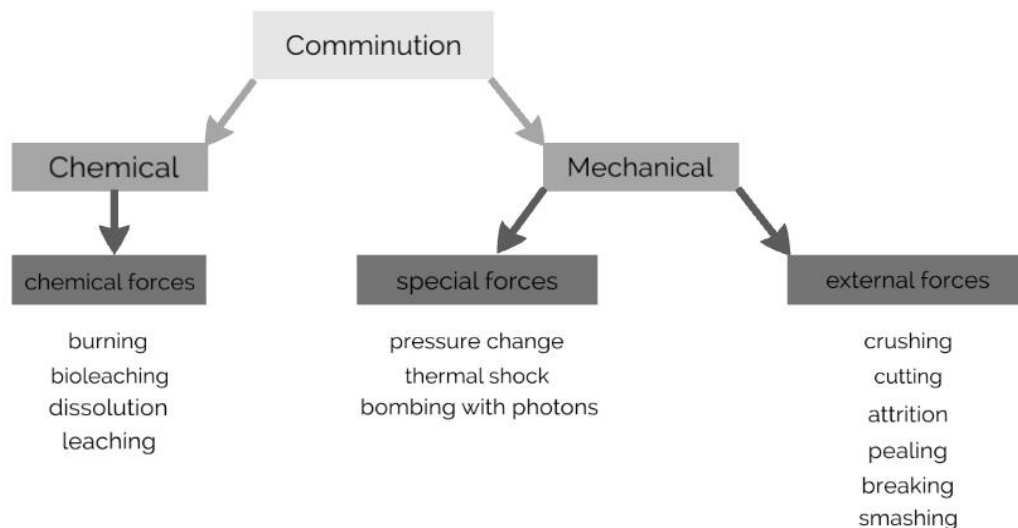 Comminution
Chemical
Mechanical
chemical forces
special forces
external forces
burning
bioleaching
dissolution
leaching
pressure change
thermal shock
bombing with photons
crushing
cutting
attrition
pealing
breaking
smashing